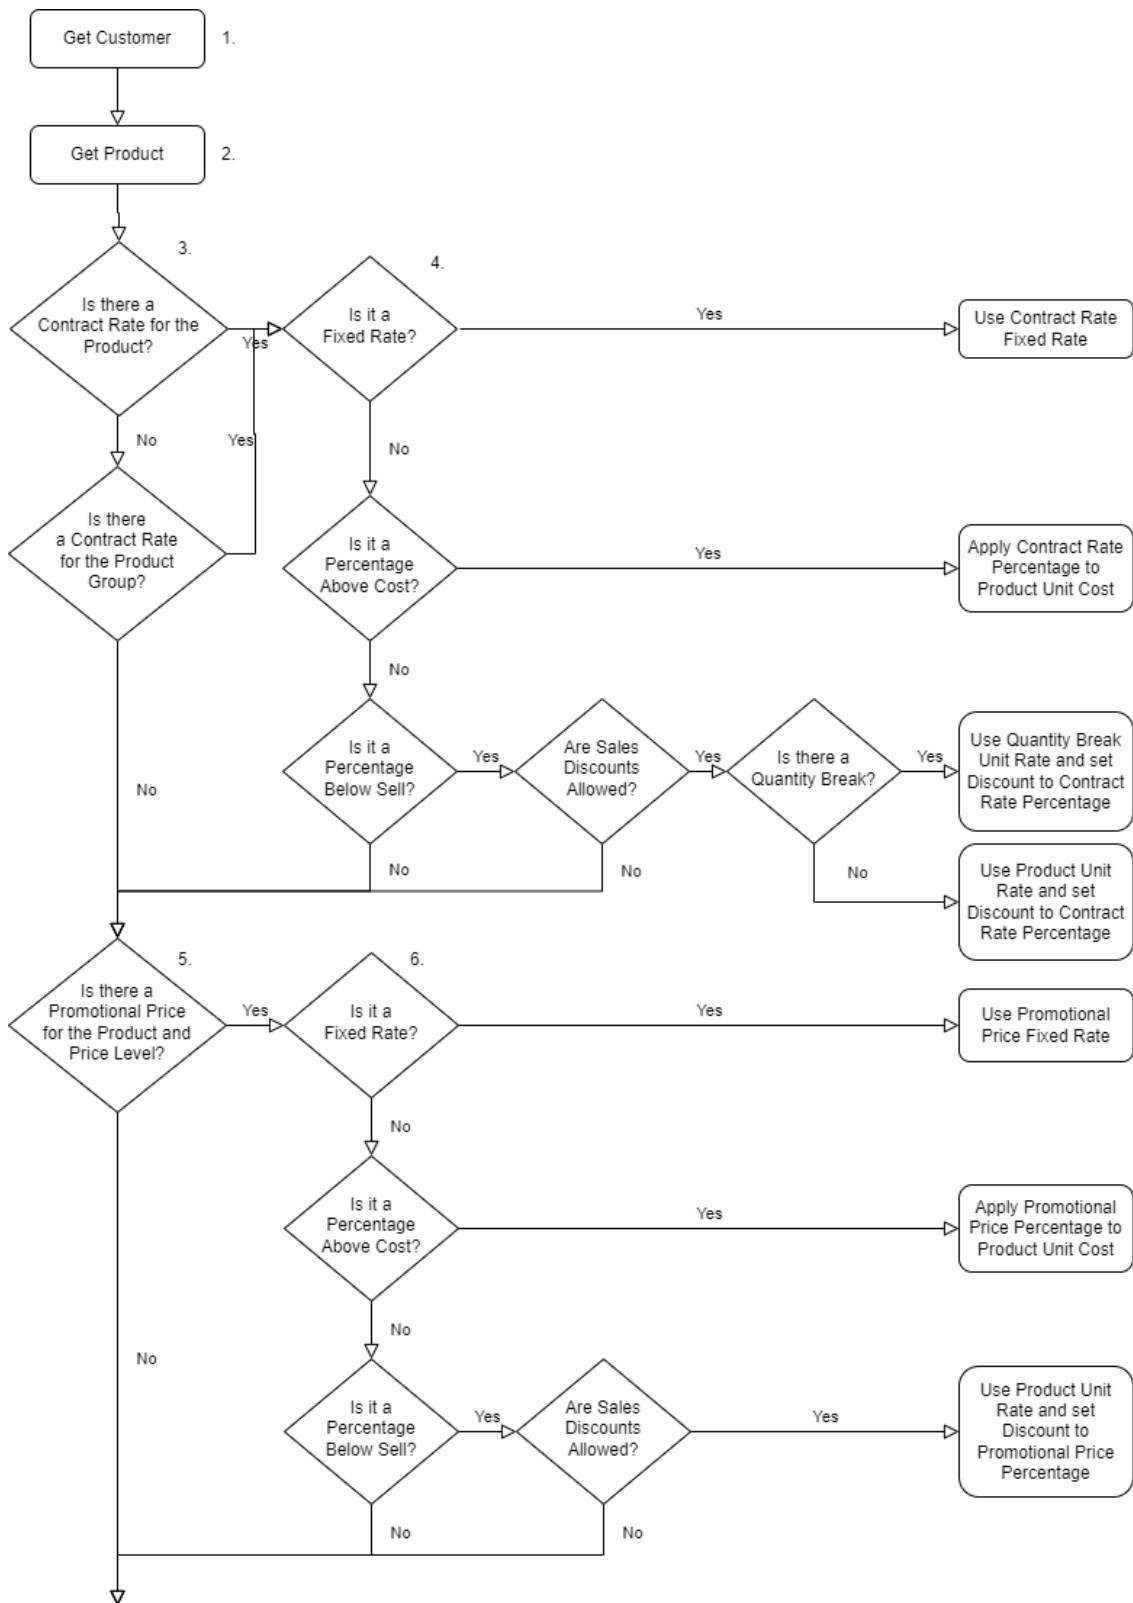 Get Customer
1.
Get Product
2.
3.
Is there a
Contract Rate for the
Product?
Yes
No
4.
Is it a
Fixed Rate?
Yes
Use Contract Rate
Fixed Rate
No
Is there
a Contract Rate
for the Product
Group?
Yes
No
Is it a
Percentage
Above Cost?
Yes
Apply Contract Rate
Percentage to
Product Unit Cost
No
Is it a
Percentage
Below Sell?
Yes
No
Are Sales
Discounts
Allowed?
Yes
No
Is there a
Quantity Break?
Yes
Use Quantity Break
Unit Rate and set
Discount to Contract
Rate Percentage
No
Use Product Unit
Rate and set
Discount to Contract
Rate Percentage
5.
Is there a
Promotional Price
for the Product and
Price Level?
Yes
No
6.
Is it a
Fixed Rate?
Yes
Use Promotional
Price Fixed Rate
No
Is it a
Percentage
Above Cost?
Yes
Apply Promotional
Price Percentage to
Product Unit Cost
No
Is it a
Percentage
Below Sell?
Yes
No
Are Sales
Discounts
Allowed?
Yes
No
Use Product Unit
Rate and set
Discount to
Promotional Price
Percentage